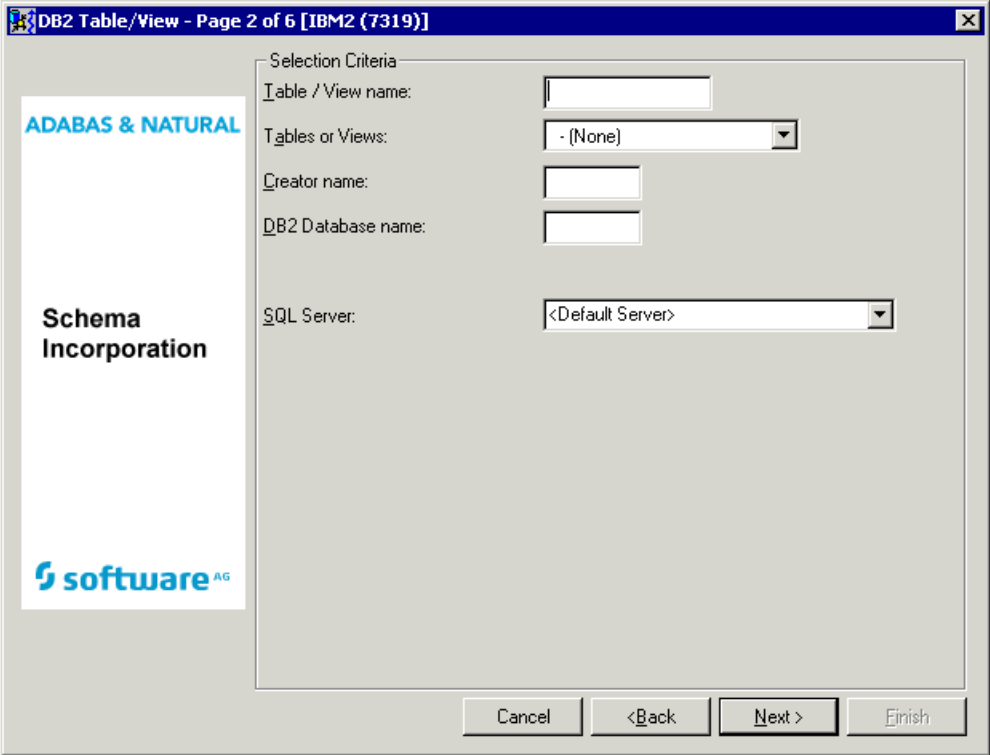 DB2 Table/View - Page 2 of 6 [IBM2 (7319)]
ADABAS & NATURAL
Schema
Incorporation
software AG
Selection Criteria
Table / View name:
Tables or Views: - (None)
Creator name:
DB2 Database name:
SQL Server: <Default Server>
Cancel <Back Next > Finish